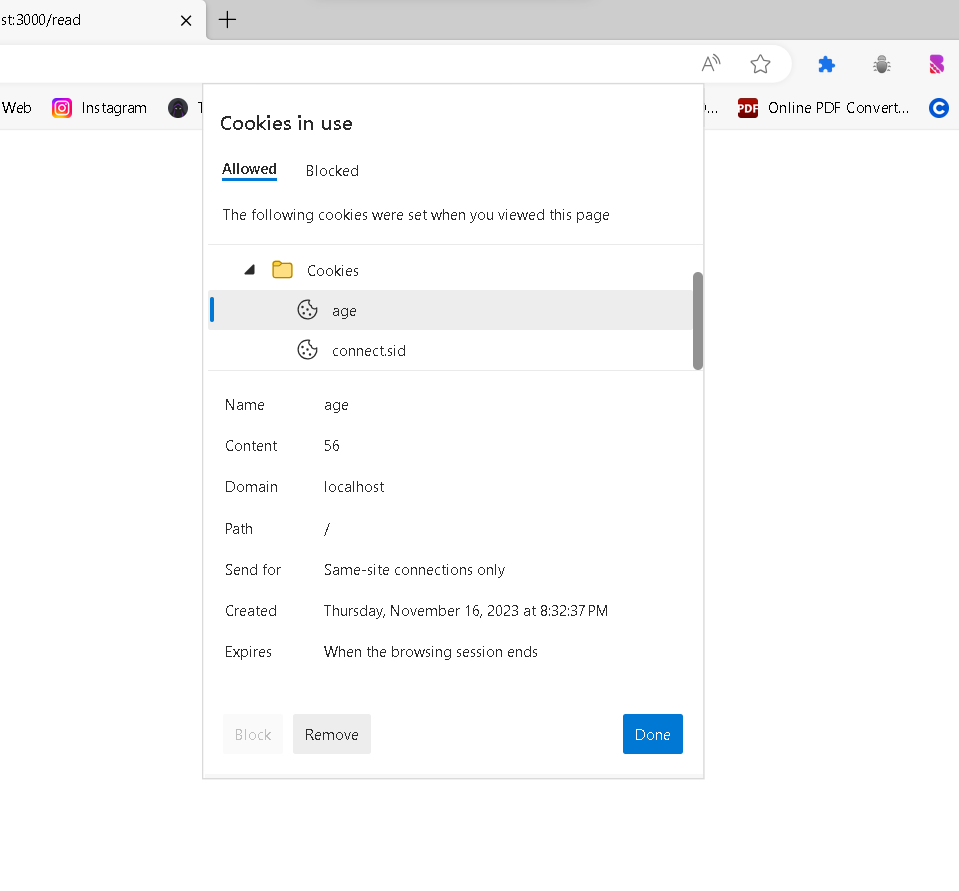 st:3000/read
Web Instagram Online PDF Convert...
PDF
Cookies in use
Allowed Blocked
The following cookies were set when you viewed this page
Cookies
age
connect.sid
Name age
Content 56
Domain localhost
Path /
Send for Same-site connections only
Created Thursday, November 16, 2023 at 8:32:37 PM
Expires When the browsing session ends
Block Remove Done